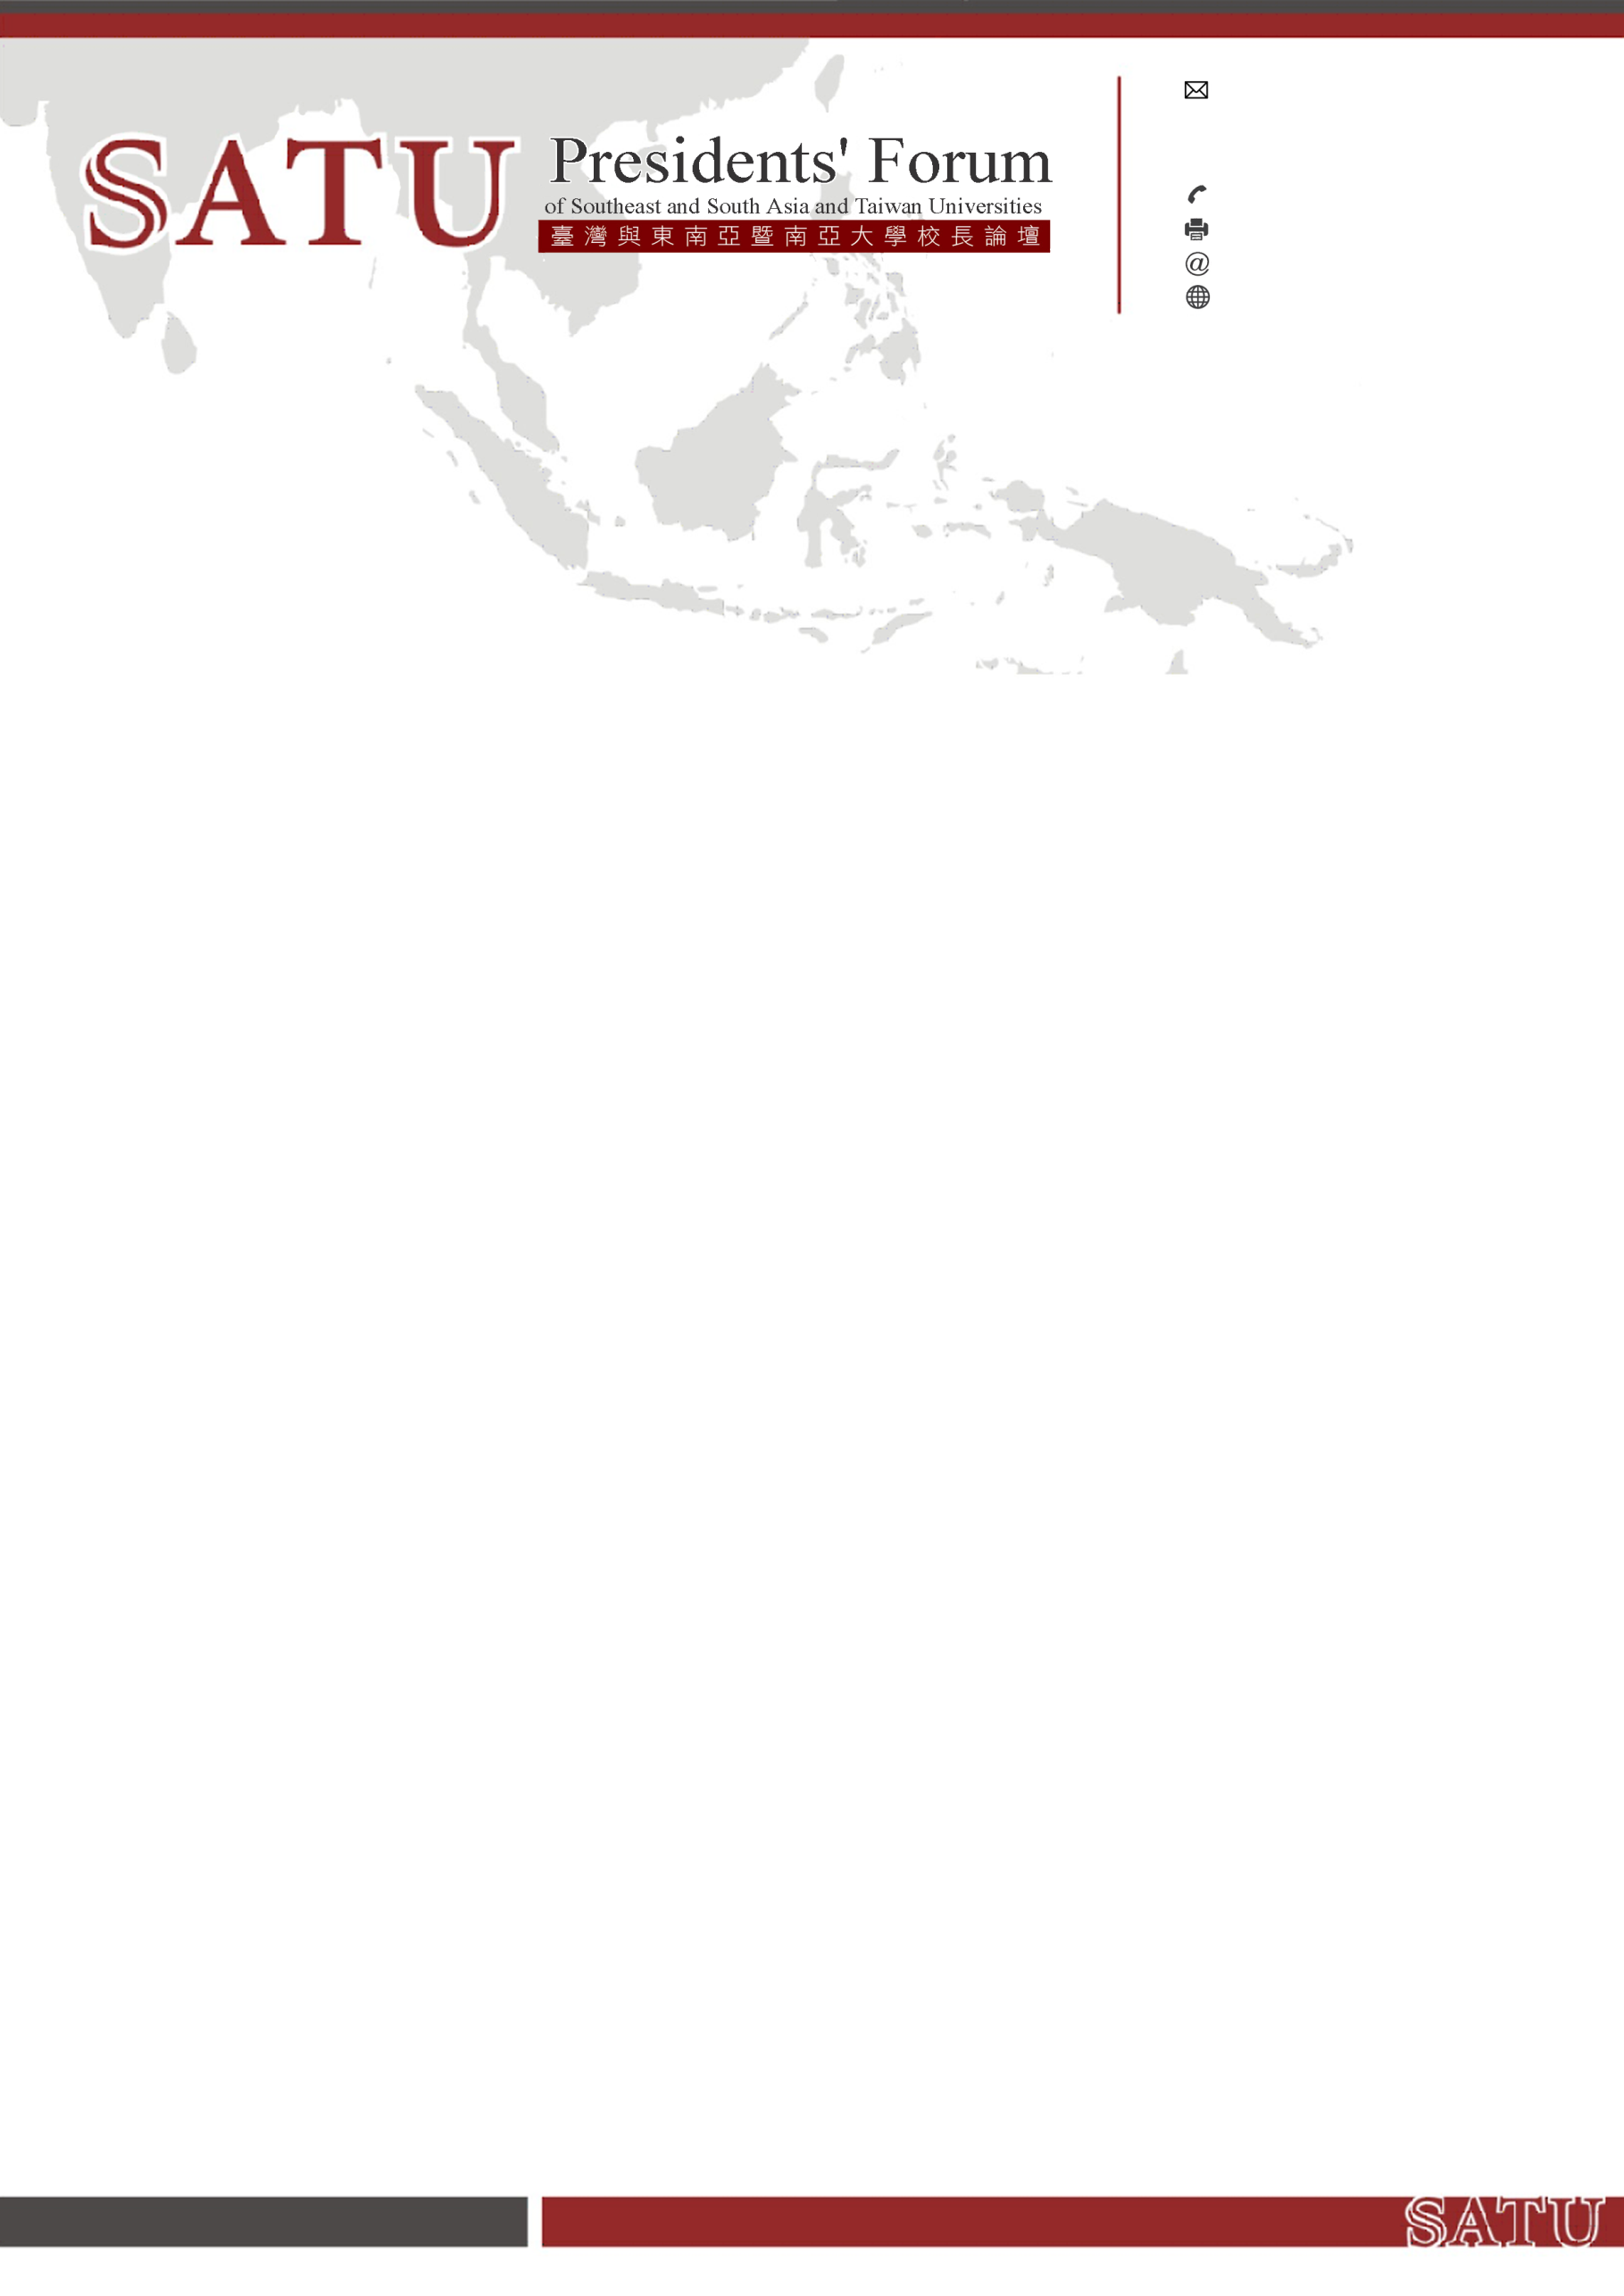 SATU
Presidents' Forum
of Southeast and South Asia and Taiwan Universities
臺灣與東南亞暨南亞大學校長論壇
SATU